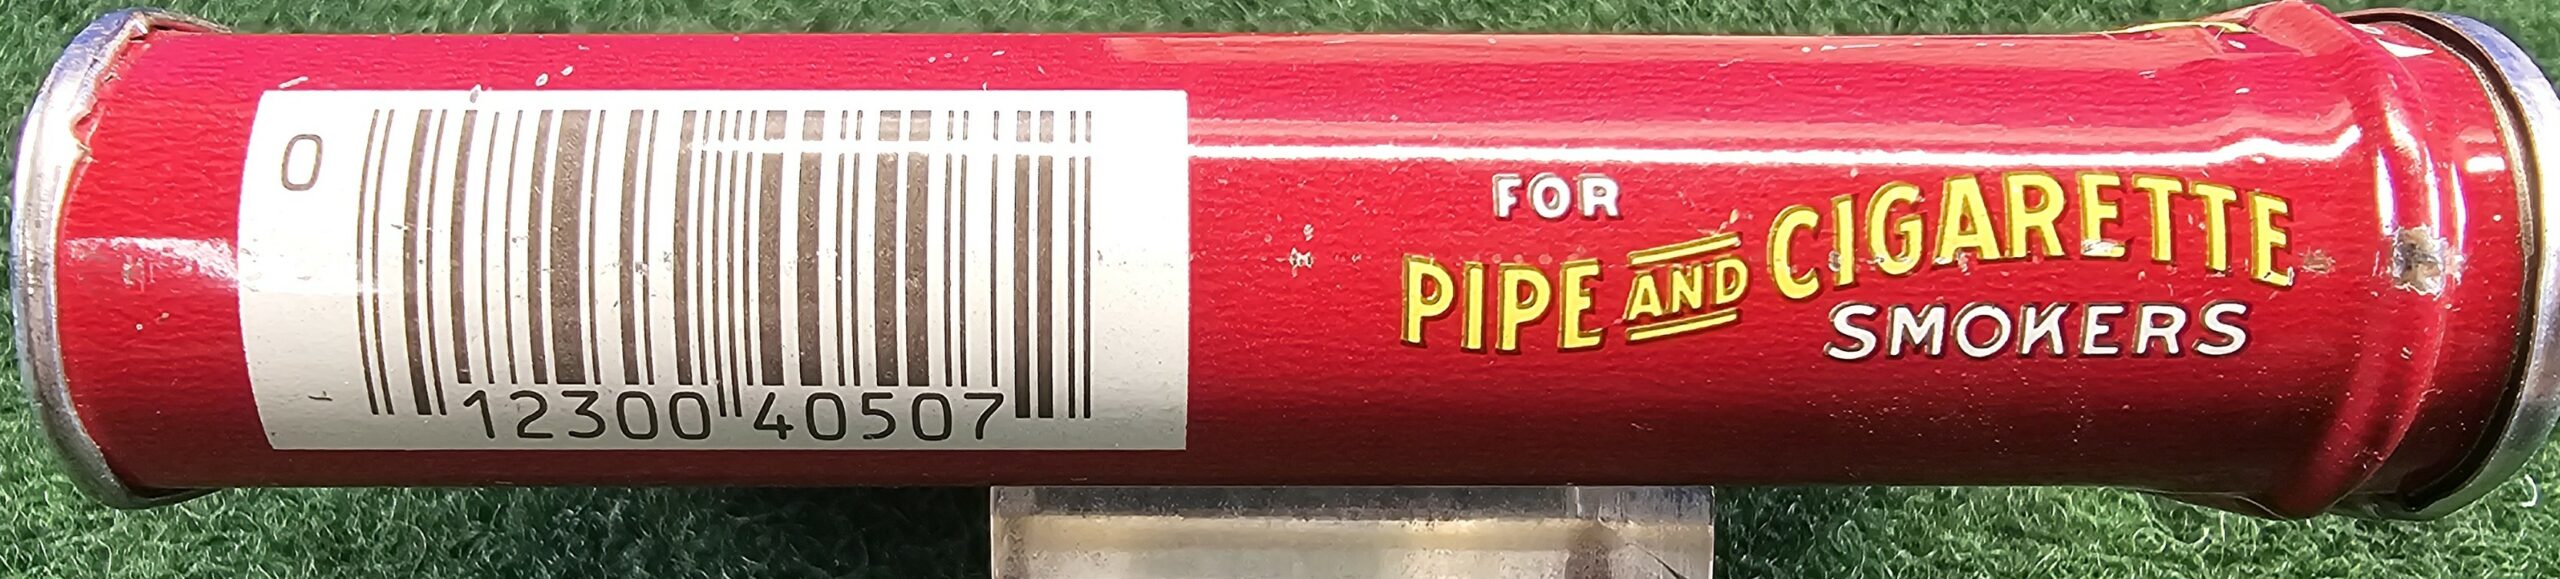 0
12300 40507
FOR
PIPE AND CIGARETTE
SMOKERS